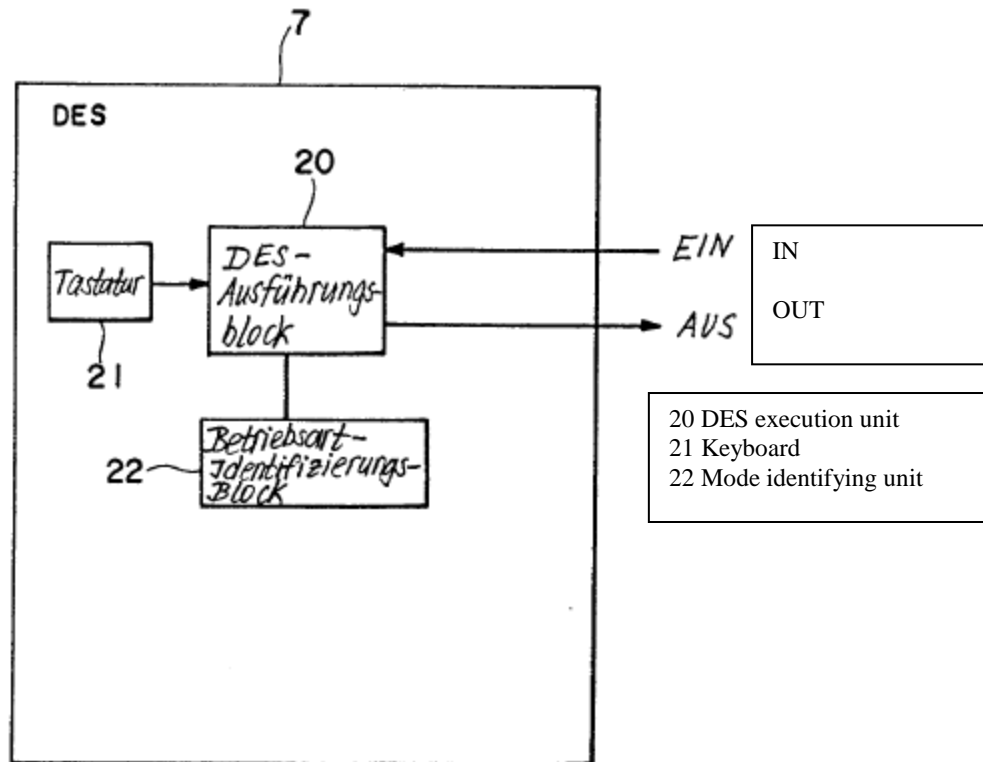 7
DES
20
DES-
Ausführungs-
block
Tastatur
21
EIN
AUS
IN
OUT
Betriebsart-
Identifizierungs-
Block
22
20 DES execution unit
21 Keyboard
22 Mode identifying unit